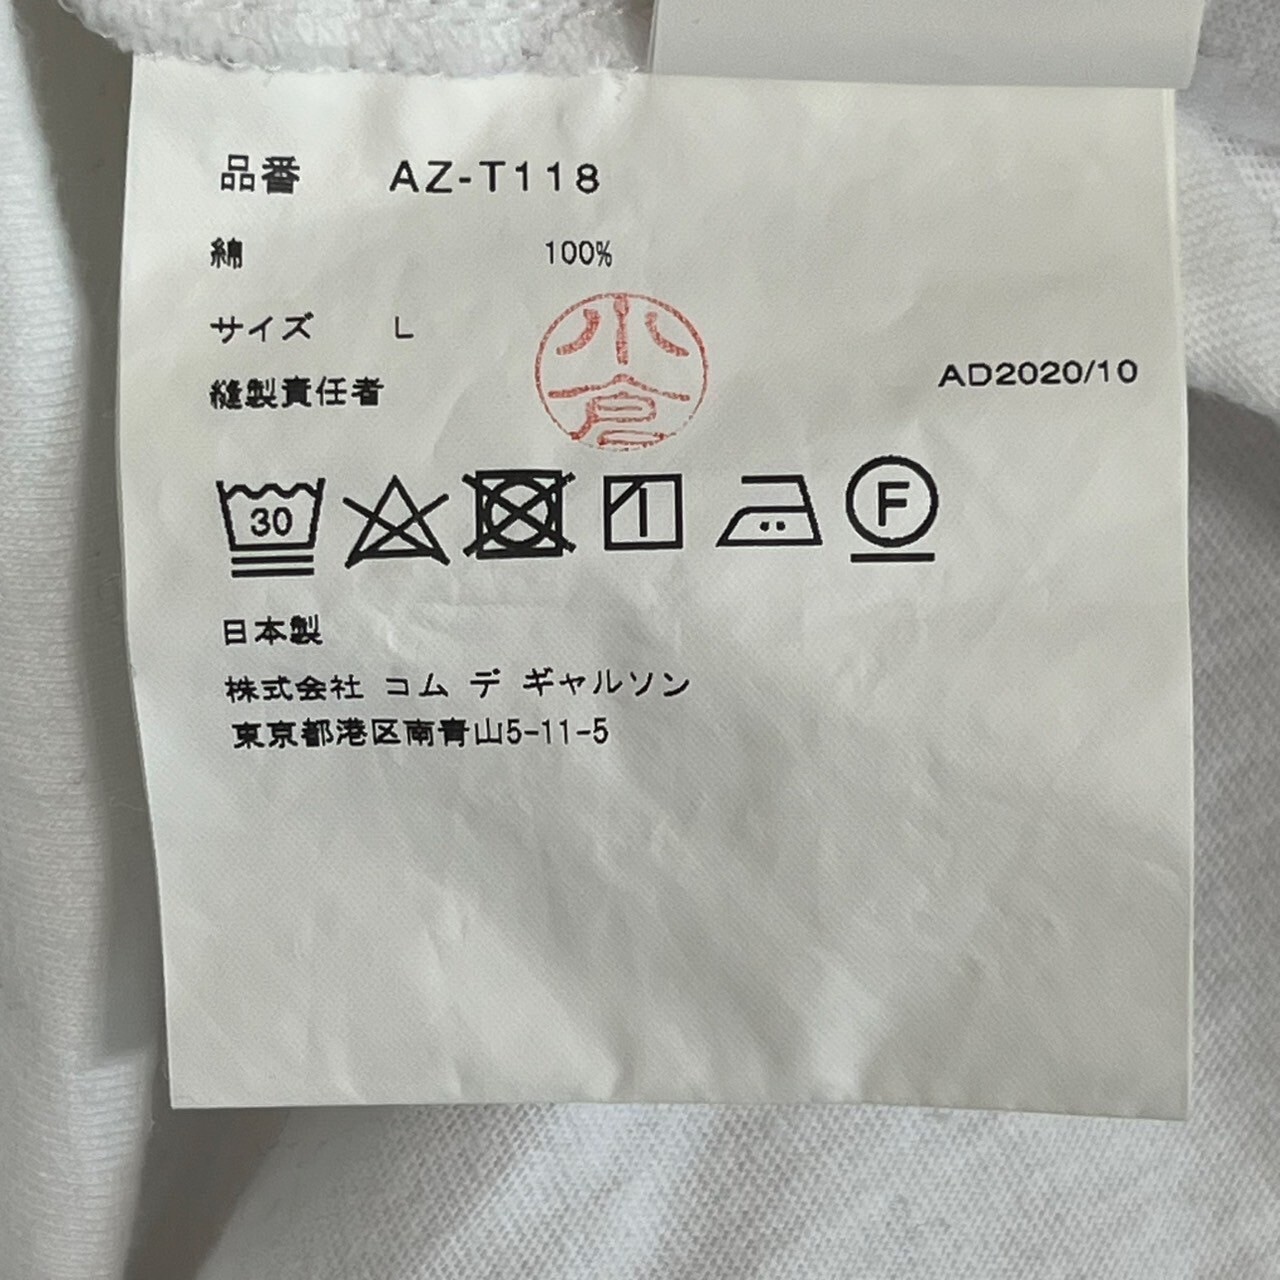 品番 AZ-T118
綿 100%
サイズ L
小倉
縫製責任者
AD2020/10
30
F
日本製
株式会社 コム デ ギャルソン
東京都港区南青山5-11-5